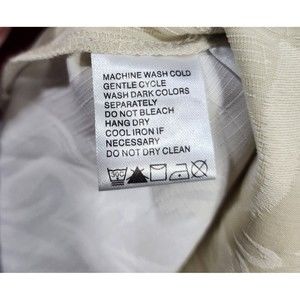 MACHINE WASH COLD
GENTLE CYCLE
WASH DARK COLORS
SEPARATELY
DO NOT BLEACH
HANG DRY
COOL IRON IF
NECESSARY
DO NOT DRY CLEAN